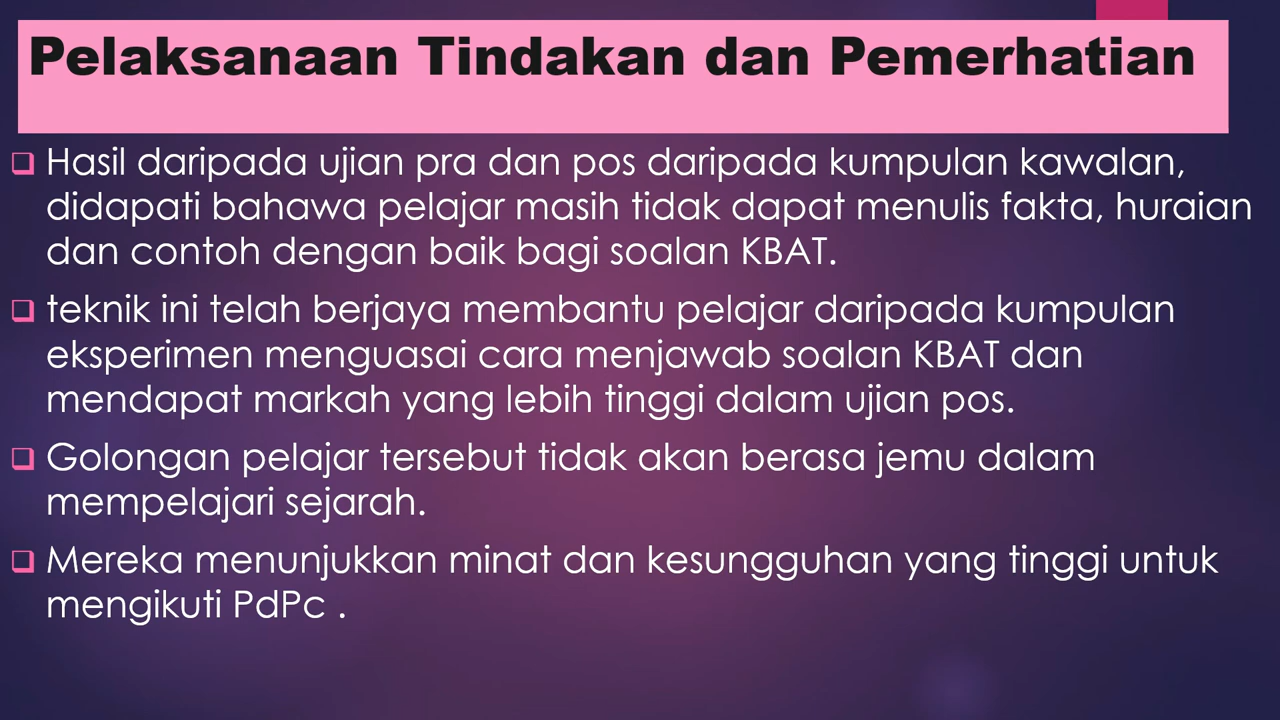 Pelaksanaan Tindakan dan Pemerhatian
Hasil daripada ujian pra dan pos daripada kumpulan kawalan,
didapati bahawa pelajar masih tidak dapat menulis fakta, huraian
dan contoh dengan baik bagi soalan KBAT.
teknik ini telah berjaya membantu pelajar daripada kumpulan
eksperimen menguasai cara menjawab soalan KBAT dan
mendapat markah yang lebih tinggi dalam ujian pos.
Golongan pelajar tersebut tidak akan berasa jemu dalam
mempelajari sejarah.
Mereka menunjukkan minat dan kesungguhan yang tinggi untuk
mengikuti PdPc .